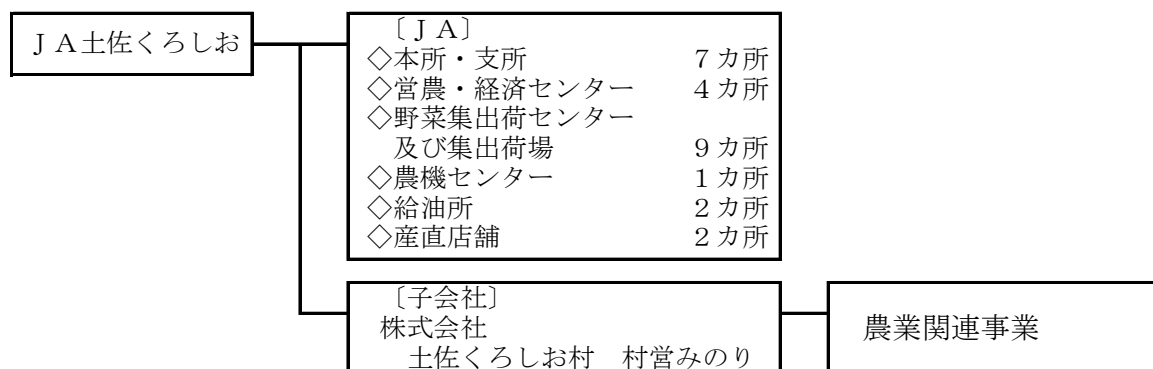 ＪＡ土佐くろしお
〔ＪＡ〕
◇本所・支所　７カ所
◇営農・経済センター　４カ所
◇野菜集出荷センター
及び集出荷場　９カ所
◇農機センター　１カ所
◇給油所　２カ所
◇産直店舗　２カ所
〔子会社〕
株式会社
土佐くろしお村　村営みのり
農業関連事業